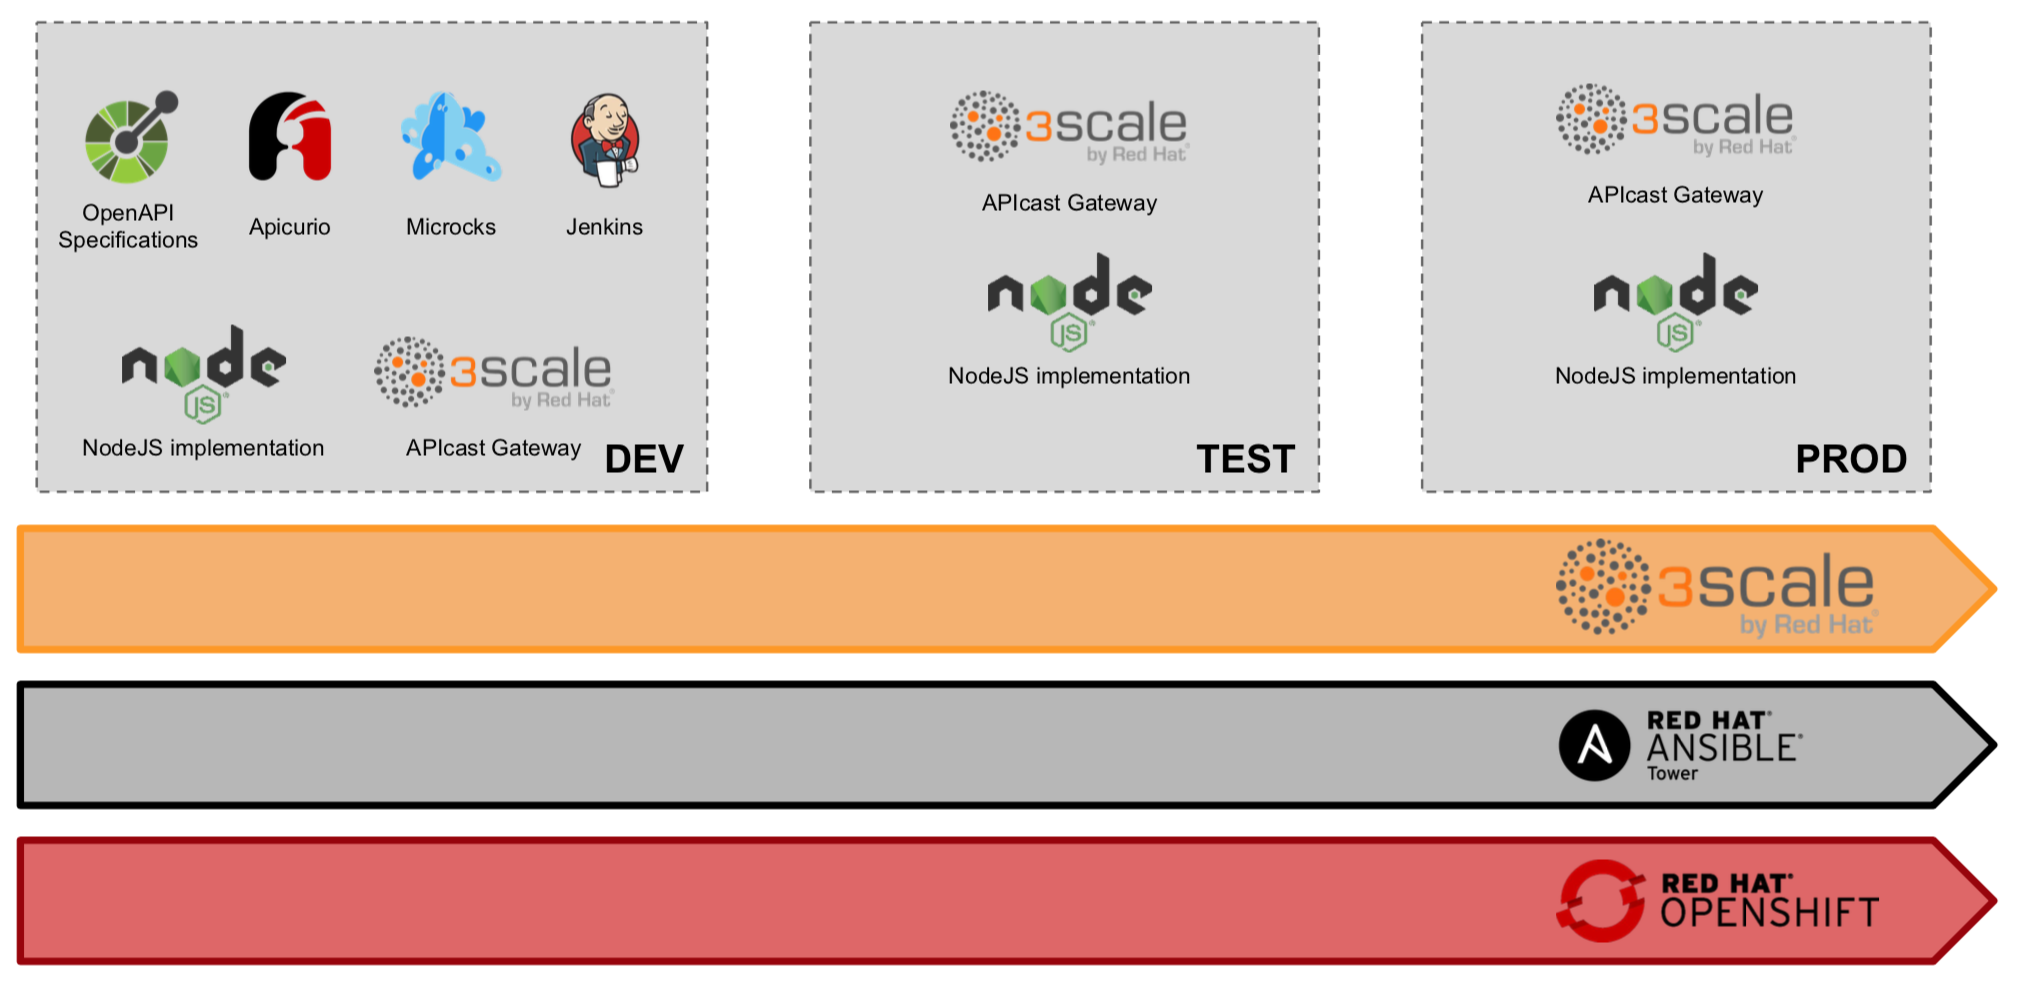 OpenAPI
Specifications
Apicurio
Microcks
Jenkins
node
JS
NodeJS implementation
3scale
by Red Hat
APIcast Gateway
DEV
3scale
by Red Hat
APIcast Gateway
node
JS
NodeJS implementation
TEST
3scale
by Red Hat
APIcast Gateway
node
JS
NodeJS implementation
PROD
3scale
by Red Hat
RED HAT®
ANSIBLE®
Tower
RED HAT®
OPENSHIFT